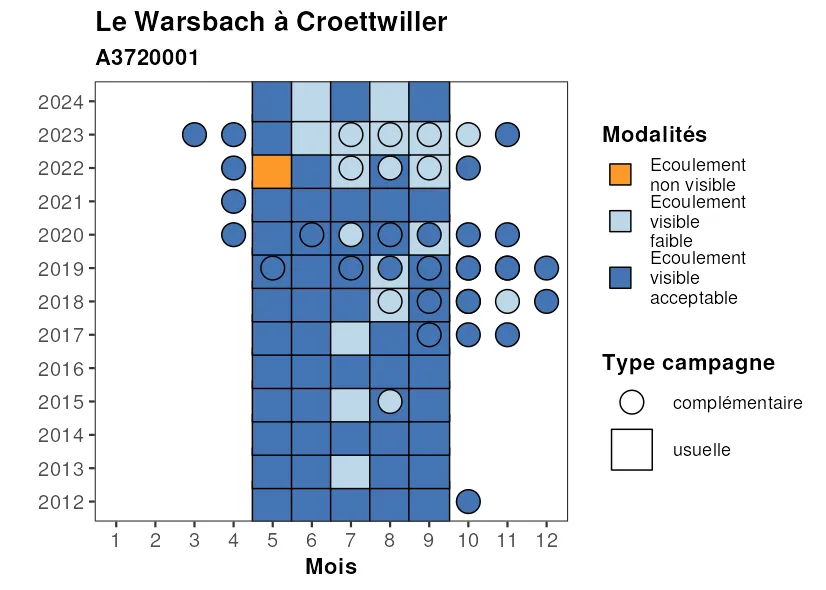 Le Warsbach à Croettwiller
A3720001
2024
2023
2022
2021
2020
2019
2018
2017
2016
2015
2014
2013
2012
1 2 3 4 5 6 7 8 9 10 11 12
Mois
Modalités
Ecoulement
non visible
Ecoulement
visible
faible
Ecoulement
visible
acceptable
Type campagne
complémentaire
usuelle